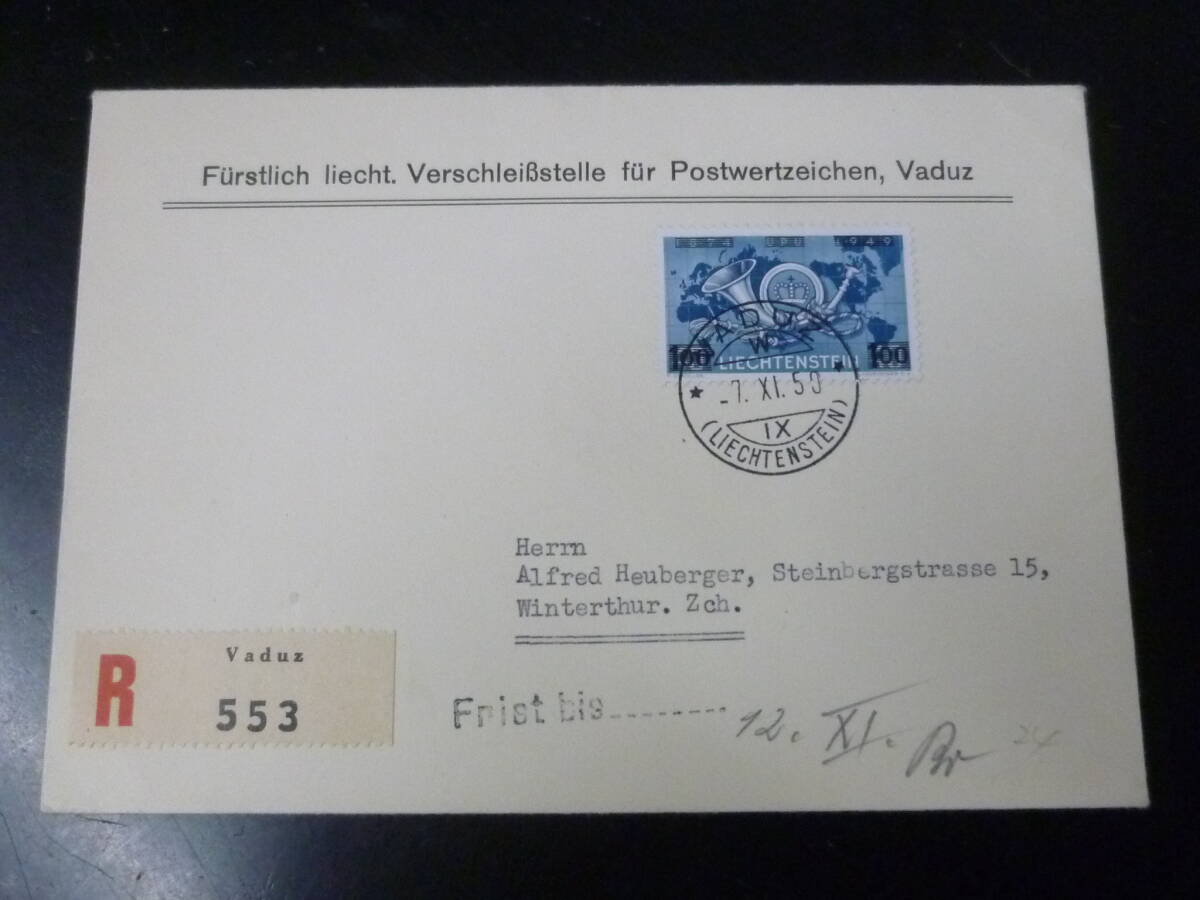 Fürstlich liecht. Verschleißstelle für Postwertzeichen, Vaduz
1874 UPU 1949
100 LIECHTENSTEIN 100
VADUZ
W
-7. XI. 50
IX
(LIECHTENSTEIN)
Herrn
Alfred Heuberger, Steinbergstrasse 15,
Winterthur. Zch.
R Vaduz
553
Frist bis........ 12. XI.
24